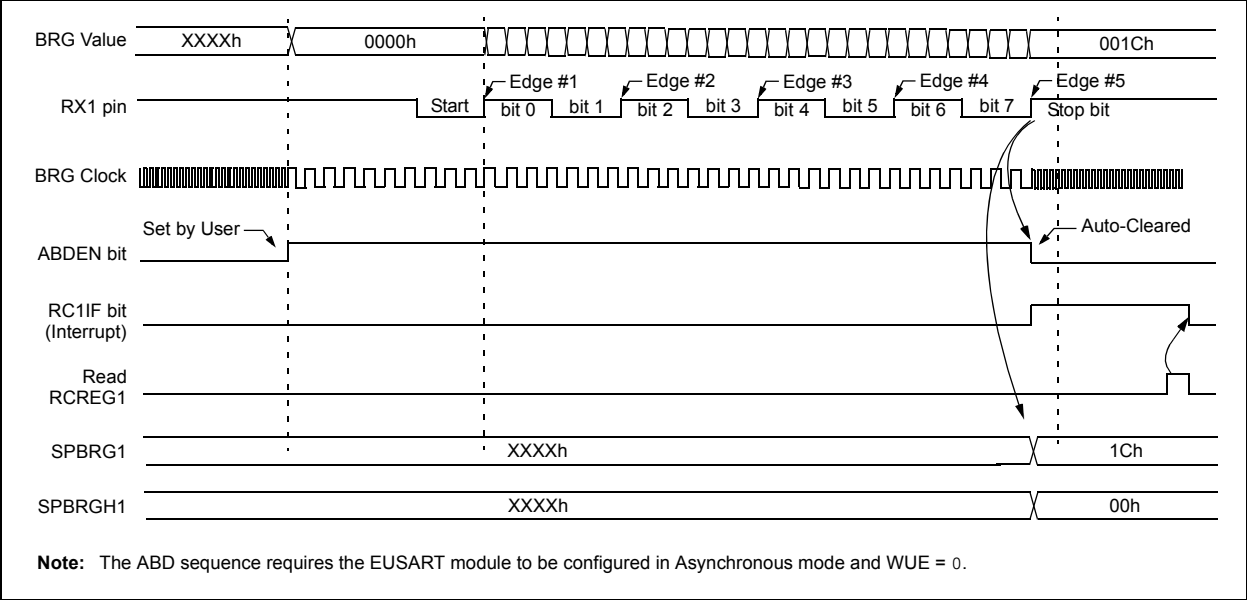 BRG Value
XXXXh
0000h
001Ch
Edge #1
Edge #2
Edge #3
Edge #4
Edge #5
RX1 pin
Start
bit 0
bit 1
bit 2
bit 3
bit 4
bit 5
bit 6
bit 7
Stop bit
BRG Clock
Set by User
Auto-Cleared
ABDEN bit
RC1IF bit
(Interrupt)
Read
RCREG1
SPBRG1
XXXXh
1Ch
SPBRGH1
XXXXh
00h
Note: The ABD sequence requires the EUSART module to be configured in Asynchronous mode and WUE = 0.